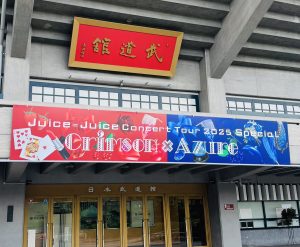 武道館
Juice=Juice Concert Tour 2025 Special
Crimson×Azure
日本武道館